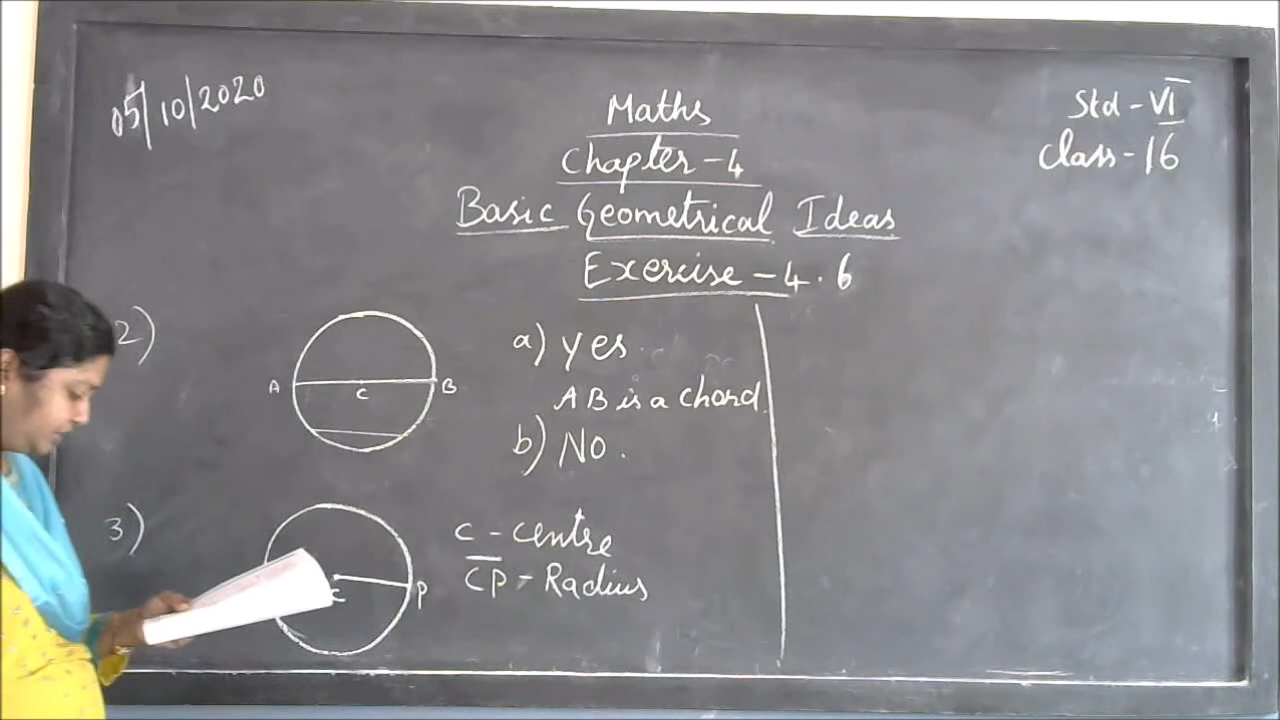 05/10/2020
Maths
Std - VI
Class - 16
Chapter - 4
Basic Geometrical Ideas
Exercise - 4.6
2)
A
C
B
a) yes.
AB is a chord.
b) No.
3)
C
P
C - Centre
CP - Radius